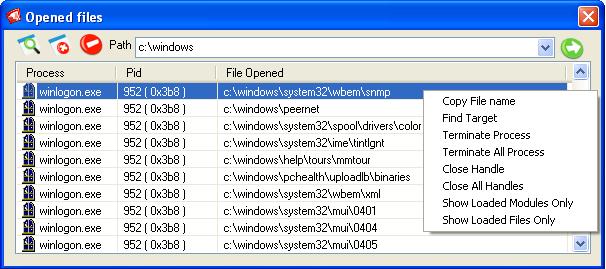 Opened files
Path c:\windows
Process Pid File Opened
winlogon.exe 952 ( 0x3b8 ) c:\windows\system32\wbem\snmp
winlogon.exe 952 ( 0x3b8 ) c:\windows\peernet
winlogon.exe 952 ( 0x3b8 ) c:\windows\system32\spool\drivers\color
winlogon.exe 952 ( 0x3b8 ) c:\windows\system32\ime\tintlgnt
winlogon.exe 952 ( 0x3b8 ) c:\windows\help\tours\mmtour
winlogon.exe 952 ( 0x3b8 ) c:\windows\pchealth\uploadlb\binaries
winlogon.exe 952 ( 0x3b8 ) c:\windows\system32\wbem\xml
winlogon.exe 952 ( 0x3b8 ) c:\windows\system32\mui\0401
winlogon.exe 952 ( 0x3b8 ) c:\windows\system32\mui\0404
winlogon.exe 952 ( 0x3b8 ) c:\windows\system32\mui\0405
Copy File name
Find Target
Terminate Process
Terminate All Process
Close Handle
Close All Handles
Show Loaded Modules Only
Show Loaded Files Only